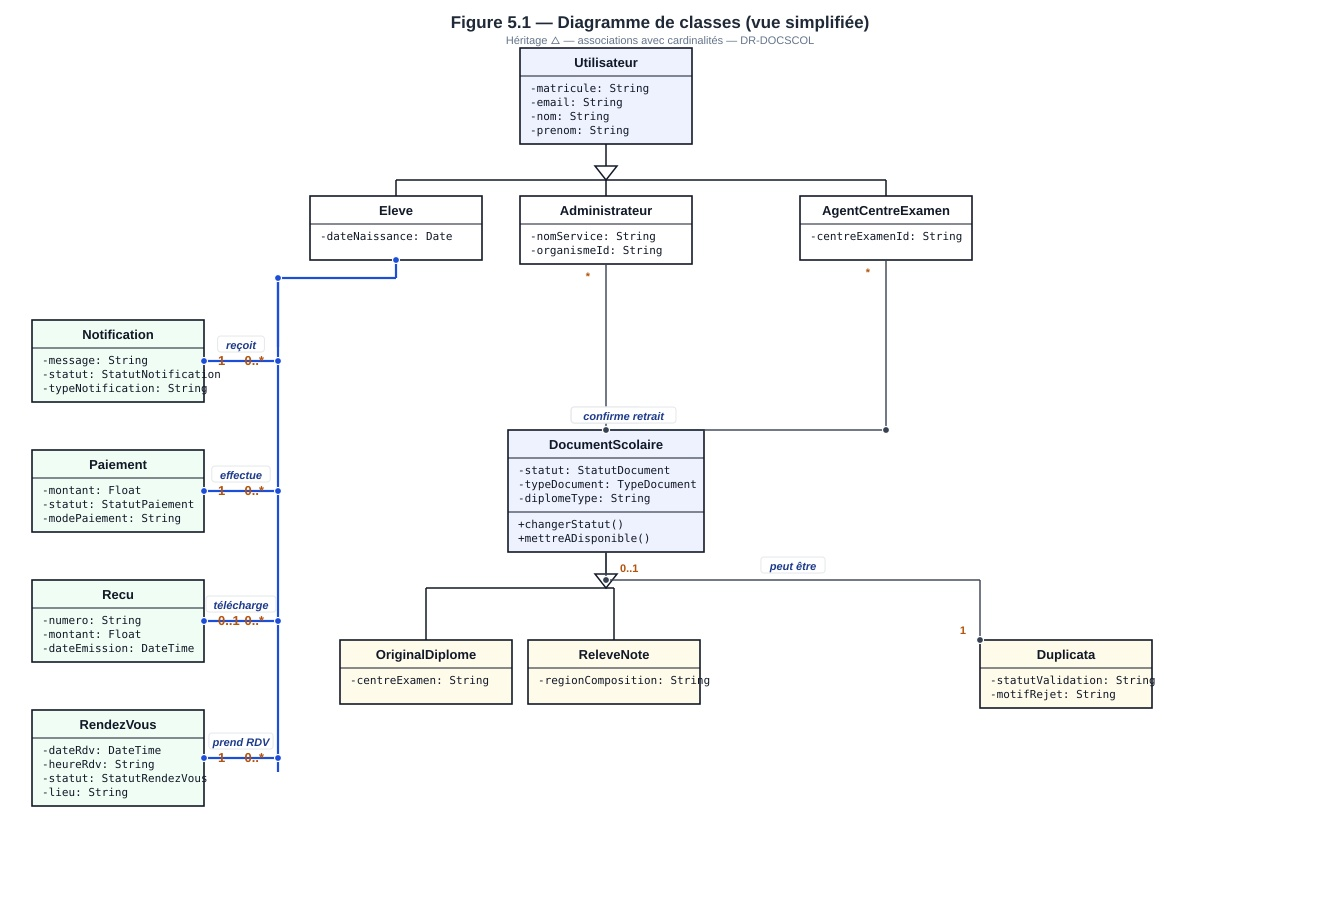 Figure 5.1 — Diagramme de classes (vue simplifiée)
Héritage △ — associations avec cardinalités — DR-DOCSCOL
Utilisateur
-matricule: String
-email: String
-nom: String
-prenom: String
Eleve
-dateNaissance: Date
Administrateur
-nomService: String
-organismeId: String
*
AgentCentreExamen
-centreExamenId: String
*
Notification
-message: String
-statut: StatutNotification
-typeNotification: String
reçoit
1 0..*
Paiement
-montant: Float
-statut: StatutPaiement
-modePaiement: String
effectue
1 0..*
Recu
-numero: String
-montant: Float
-dateEmission: DateTime
télécharge
0..1 0..*
RendezVous
-dateRdv: DateTime
-heureRdv: String
-statut: StatutRendezVous
-lieu: String
prend RDV
1 0..*
confirme retrait
DocumentScolaire
-statut: StatutDocument
-typeDocument: TypeDocument
-diplomeType: String
+changerStatut()
+mettreADisponible()
0..1
peut être
1
OriginalDiplome
-centreExamen: String
ReleveNote
-regionComposition: String
Duplicata
-statutValidation: String
-motifRejet: String